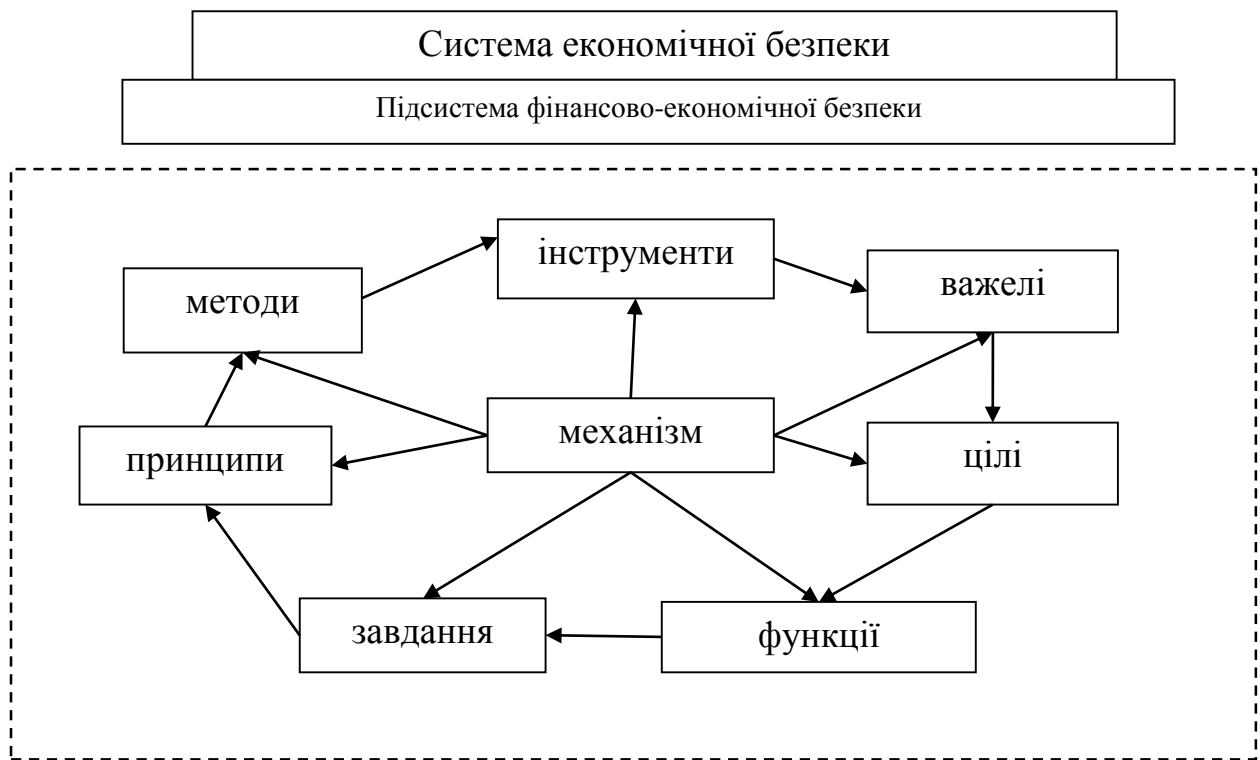 Система економічної безпеки
Підсистема фінансово-економічної безпеки
інструменти
методи
важелі
механізм
принципи
цілі
завдання
функції